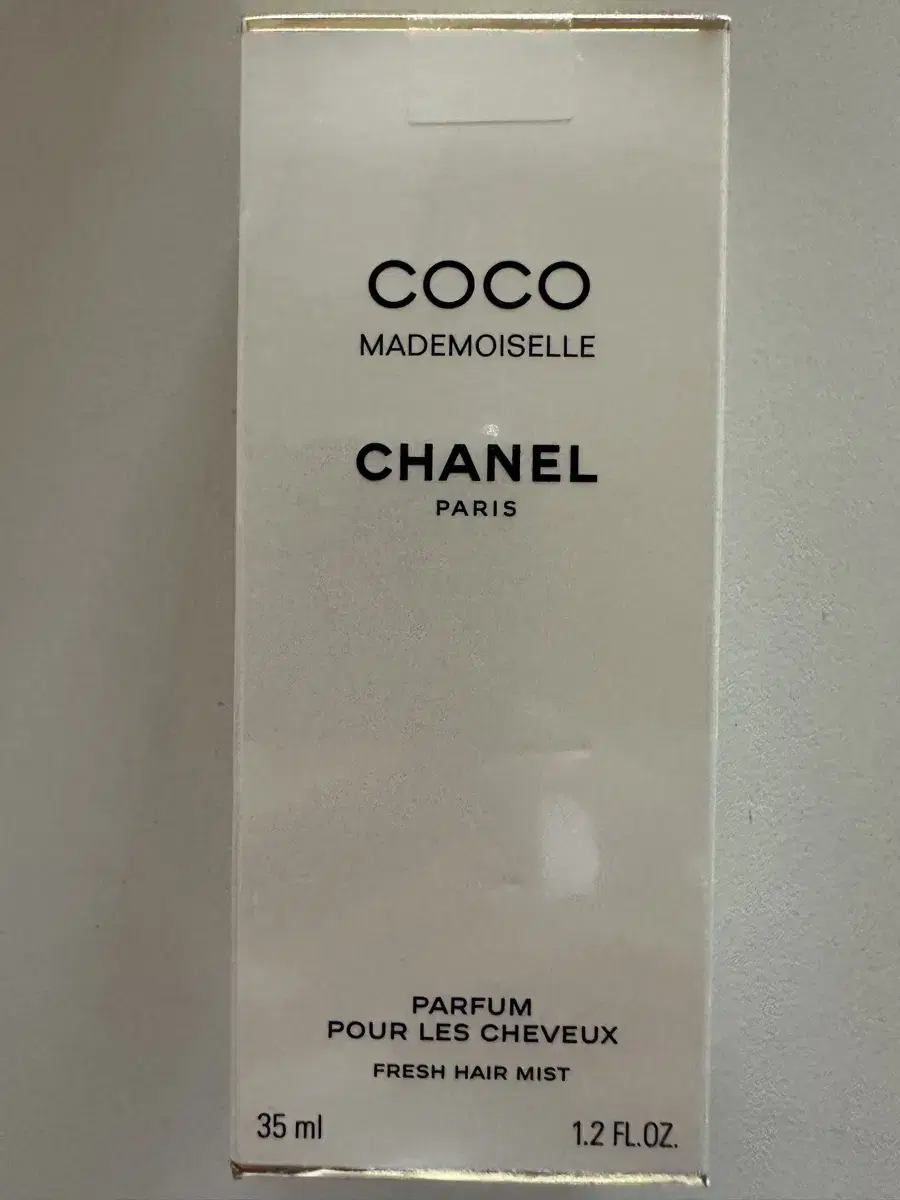 COCO
MADEMOISELLE
CHANEL
PARIS
PARFUM
POUR LES CHEVEUX
FRESH HAIR MIST
35 ml 1.2 FL.OZ.